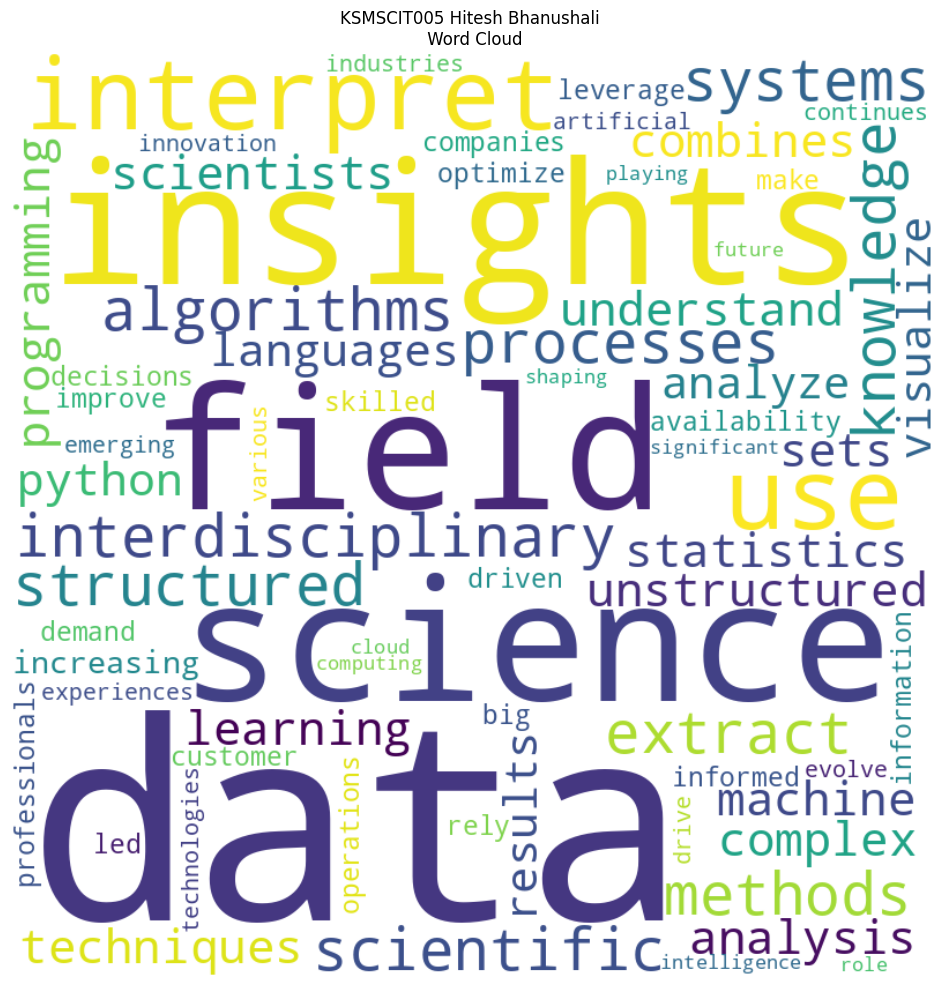 KSMSCIT005 Hitesh Bhanushali
Word Cloud
industries
interpret
leverage
systems
artificial
continues
innovation
companies
combines
programming
scientists
optimize
playing
make
knowledge
insights
visualize
future
algorithms
understand
languages
processes
decisions
shaping
analyze
improve
skilled
field
availability
various
emerging
significant
sets
python
use
interdisciplinary
statistics
structured
driven
unstructured
science
demand
cloud
computing
increasing
information
experiences
professionals
learning
big
extract
customer
results
data
informed
evolve
technologies
operations
machine
led
rely
drive
complex
methods
techniques
scientific
analysis
intelligence
role